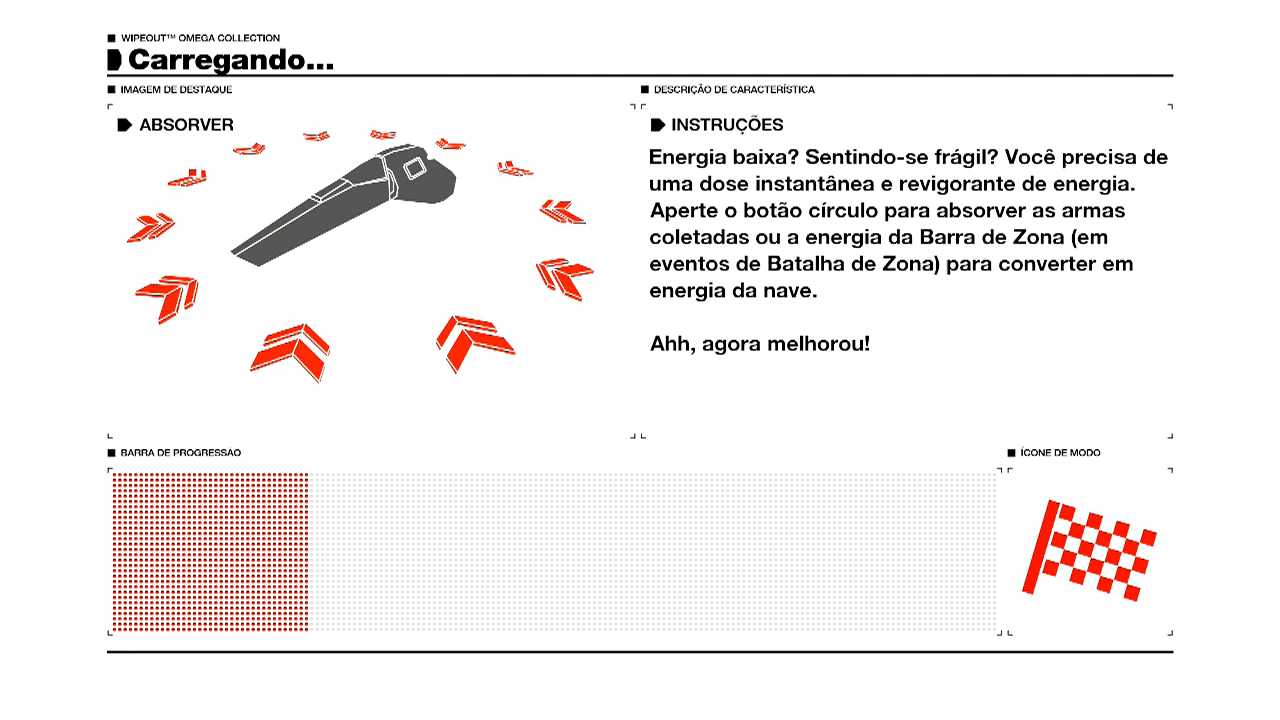 WIPEOUT™ OMEGA COLLECTION
Carregando...
IMAGEM DE DESTAQUE
ABSORVER
DESCRIÇÃO DE CARACTERÍSTICA
INSTRUÇÕES
Energia baixa? Sentindo-se frágil? Você precisa de
uma dose instantânea e revigorante de energia.
Aperte o botão círculo para absorver as armas
coletadas ou a energia da Barra de Zona (em
eventos de Batalha de Zona) para converter em
energia da nave.
Ahh, agora melhorou!
BARRA DE PROGRESSÃO
ÍCONE DE MODO